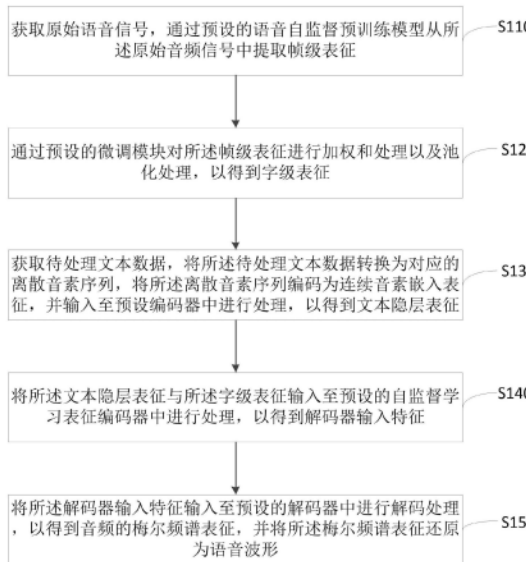 获取原始语音信号，通过预设的语音自监督预训练模型从所
述原始音频信号中提取帧级表征
S110
通过预设的微调模块对所述帧级表征进行加权和处理以及池
化处理，以得到字级表征
S12
获取待处理文本数据，将所述待处理文本数据转换为对应的
离散音素序列，将所述离散音素序列编码为连续音素嵌入表
征，并输入至预设编码器中进行处理，以得到文本隐层表征
S13
将所述文本隐层表征与所述字级表征输入至预设的自监督学
习表征编码器中进行处理，以得到解码器输入特征
S140
将所述解码器输入特征输入至预设的解码器中进行解码处理
，以得到音频的梅尔频谱表征，并将所述梅尔频谱表征还原
为语音波形
S15